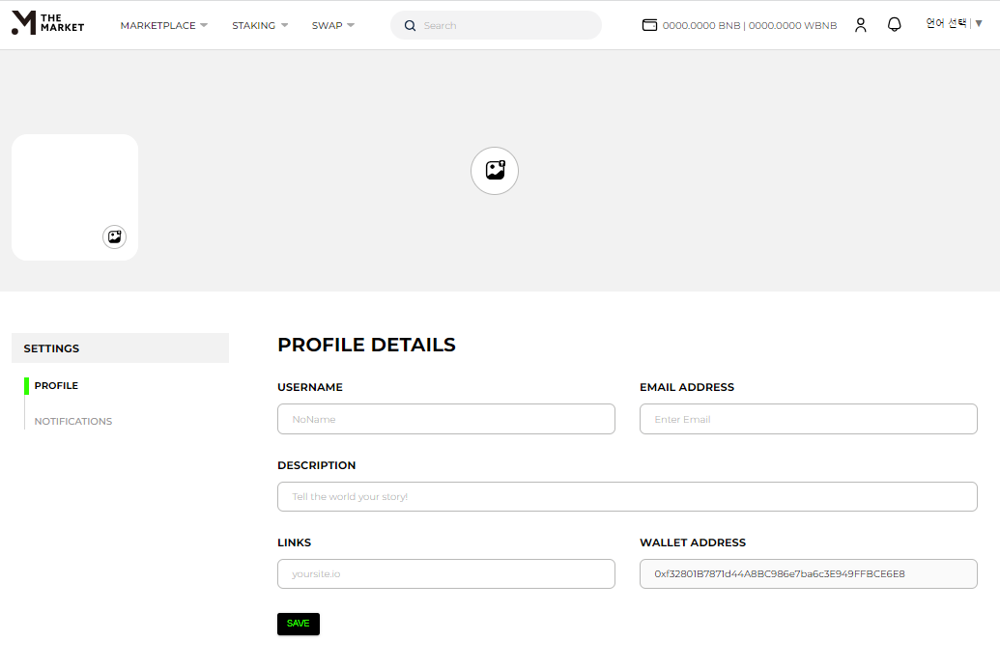 THE
MARKET
MARKETPLACE
STAKING
SWAP
Search
0000.0000 BNB | 0000.0000 WBNB
언어 선택
SETTINGS
PROFILE
NOTIFICATIONS
PROFILE DETAILS
USERNAME
EMAIL ADDRESS
NoName
Enter Email
DESCRIPTION
Tell the world your story!
LINKS
WALLET ADDRESS
yoursite.io
0xf32801B7871d44A8BC986e7ba6c3E949FFBCE6E8
SAVE